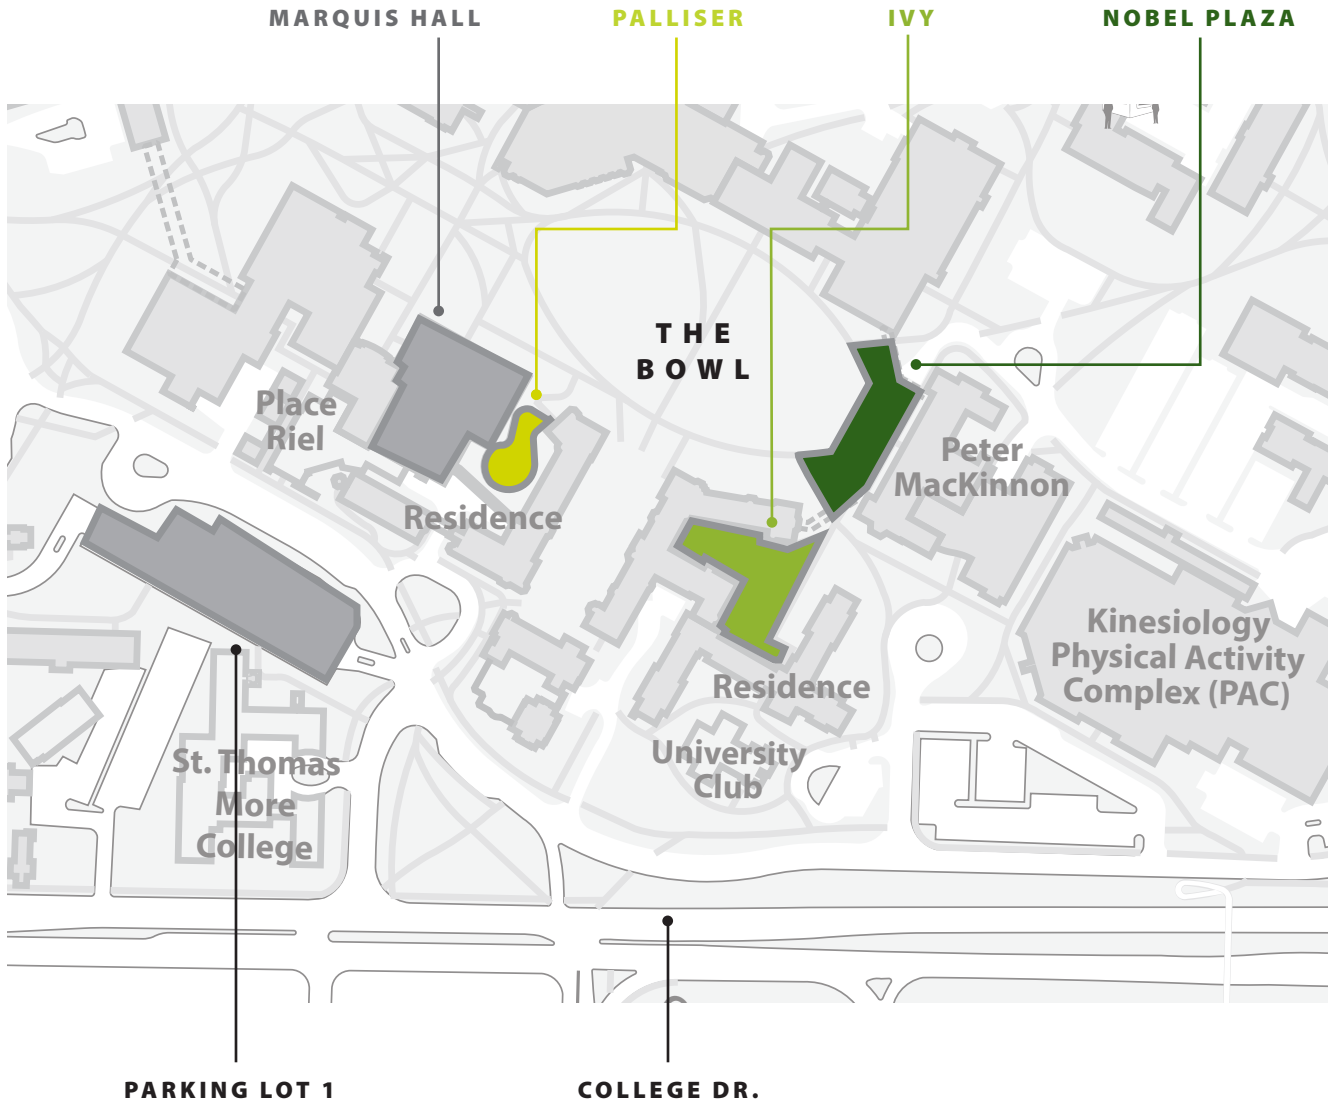 MARQUIS HALL
PALLISER
IVY
NOBEL PLAZA
THE
BOWL
Place
Riel
Peter
MacKinnon
Residence
Kinesiology
Physical Activity
Complex (PAC)
Residence
University
Club
St. Thomas
More
College
PARKING LOT 1
COLLEGE DR.